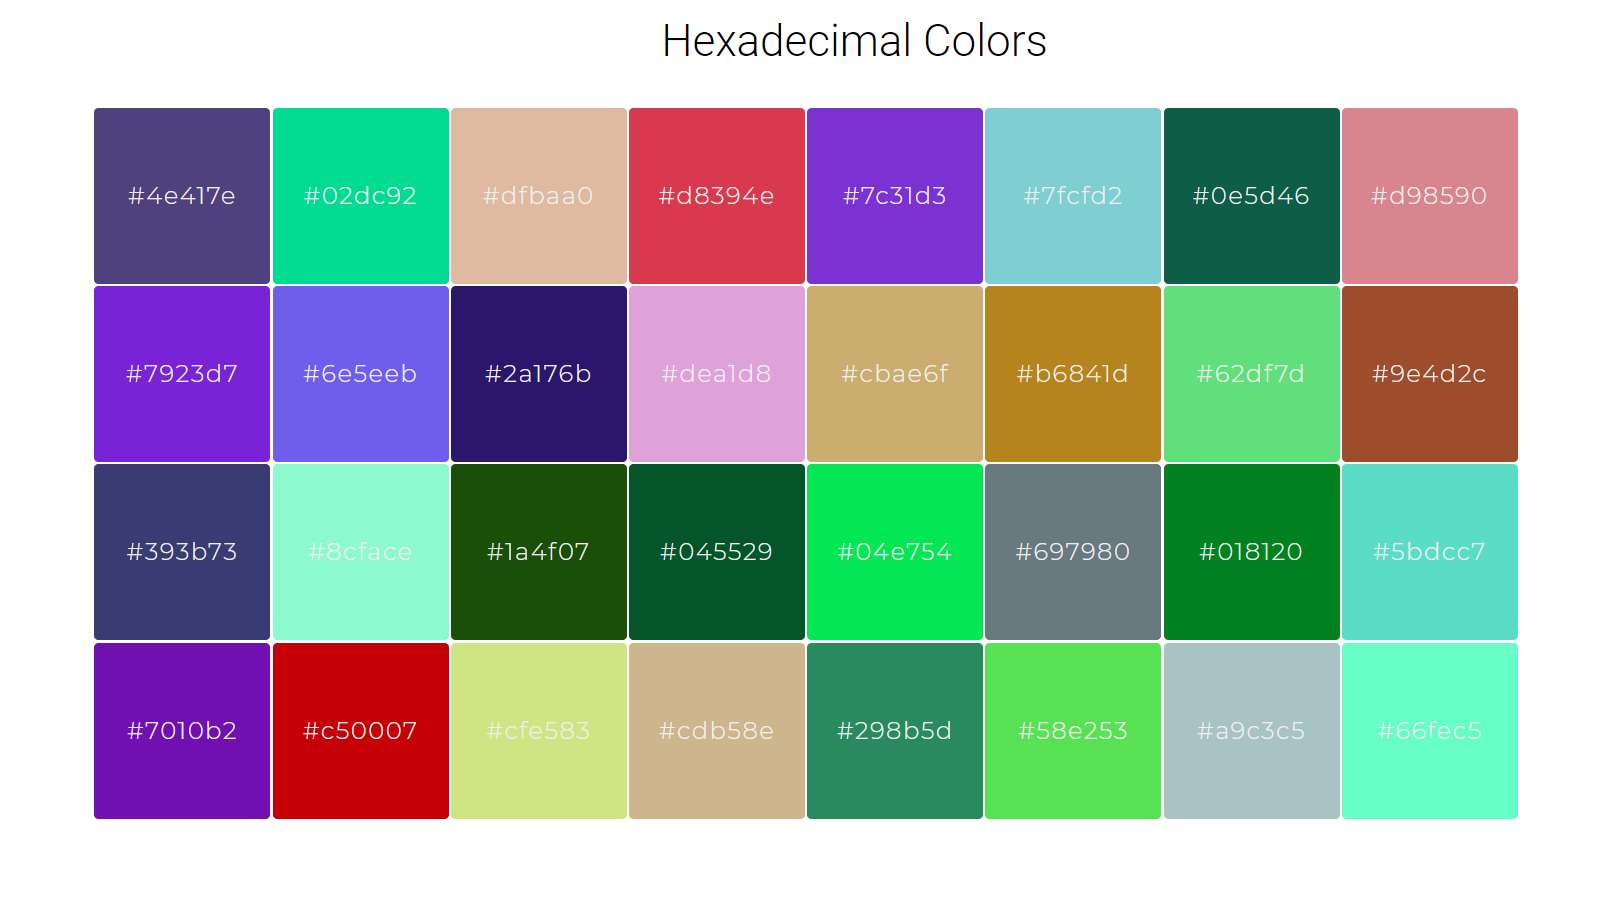 Hexadecimal Colors
#4e417e #02dc92 #dfbaa0 #d8394e #7c31d3 #7fcfd2 #0e5d46 #d98590
#7923d7 #6e5eeb #2a176b #dea1d8 #cbae6f #b6841d #62df7d #9e4d2c
#393b73 #8cface #1a4f07 #045529 #04e754 #697980 #018120 #5bdcc7
#7010b2 #c50007 #cfe583 #cdb58e #298b5d #58e253 #a9c3c5 #66fec5